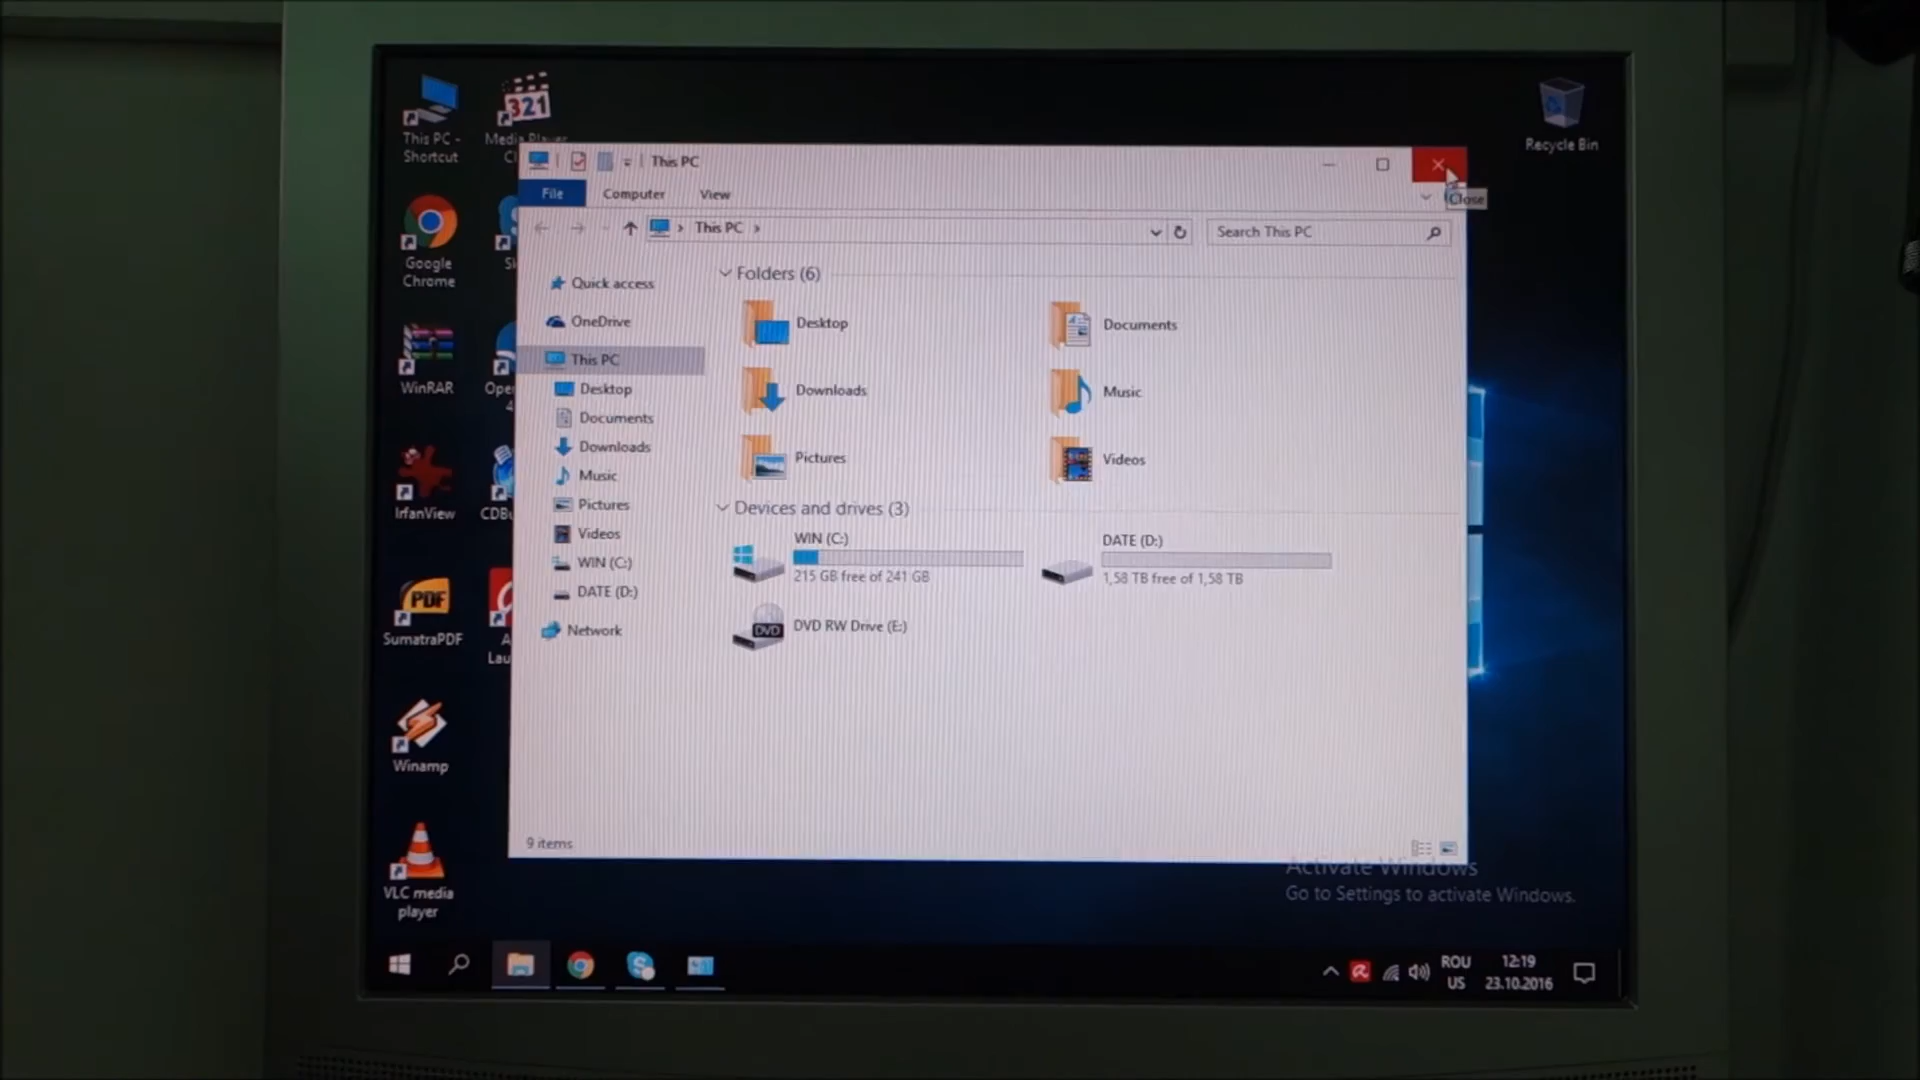 This PC -
Shortcut
Media Player
321
Recycle Bin
Google
Chrome
WinRAR
IrfanView
PDF
SumatraPDF
Winamp
VLC media
player
This PC
Close
File
Computer
View
This PC
Search This PC
Quick access
OneDrive
This PC
Desktop
Documents
Downloads
Music
Pictures
Videos
WIN (C:)
DATE (D:)
Network
Folders (6)
Desktop
Documents
Downloads
Music
Pictures
Videos
Devices and drives (3)
WIN (C:)
215 GB free of 241 GB
DATE (D:)
1,58 TB free of 1,58 TB
DVD
DVD RW Drive (E:)
9 items
Activate Windows
Go to Settings to activate Windows.
ROU
US
12:19
23.10.2016